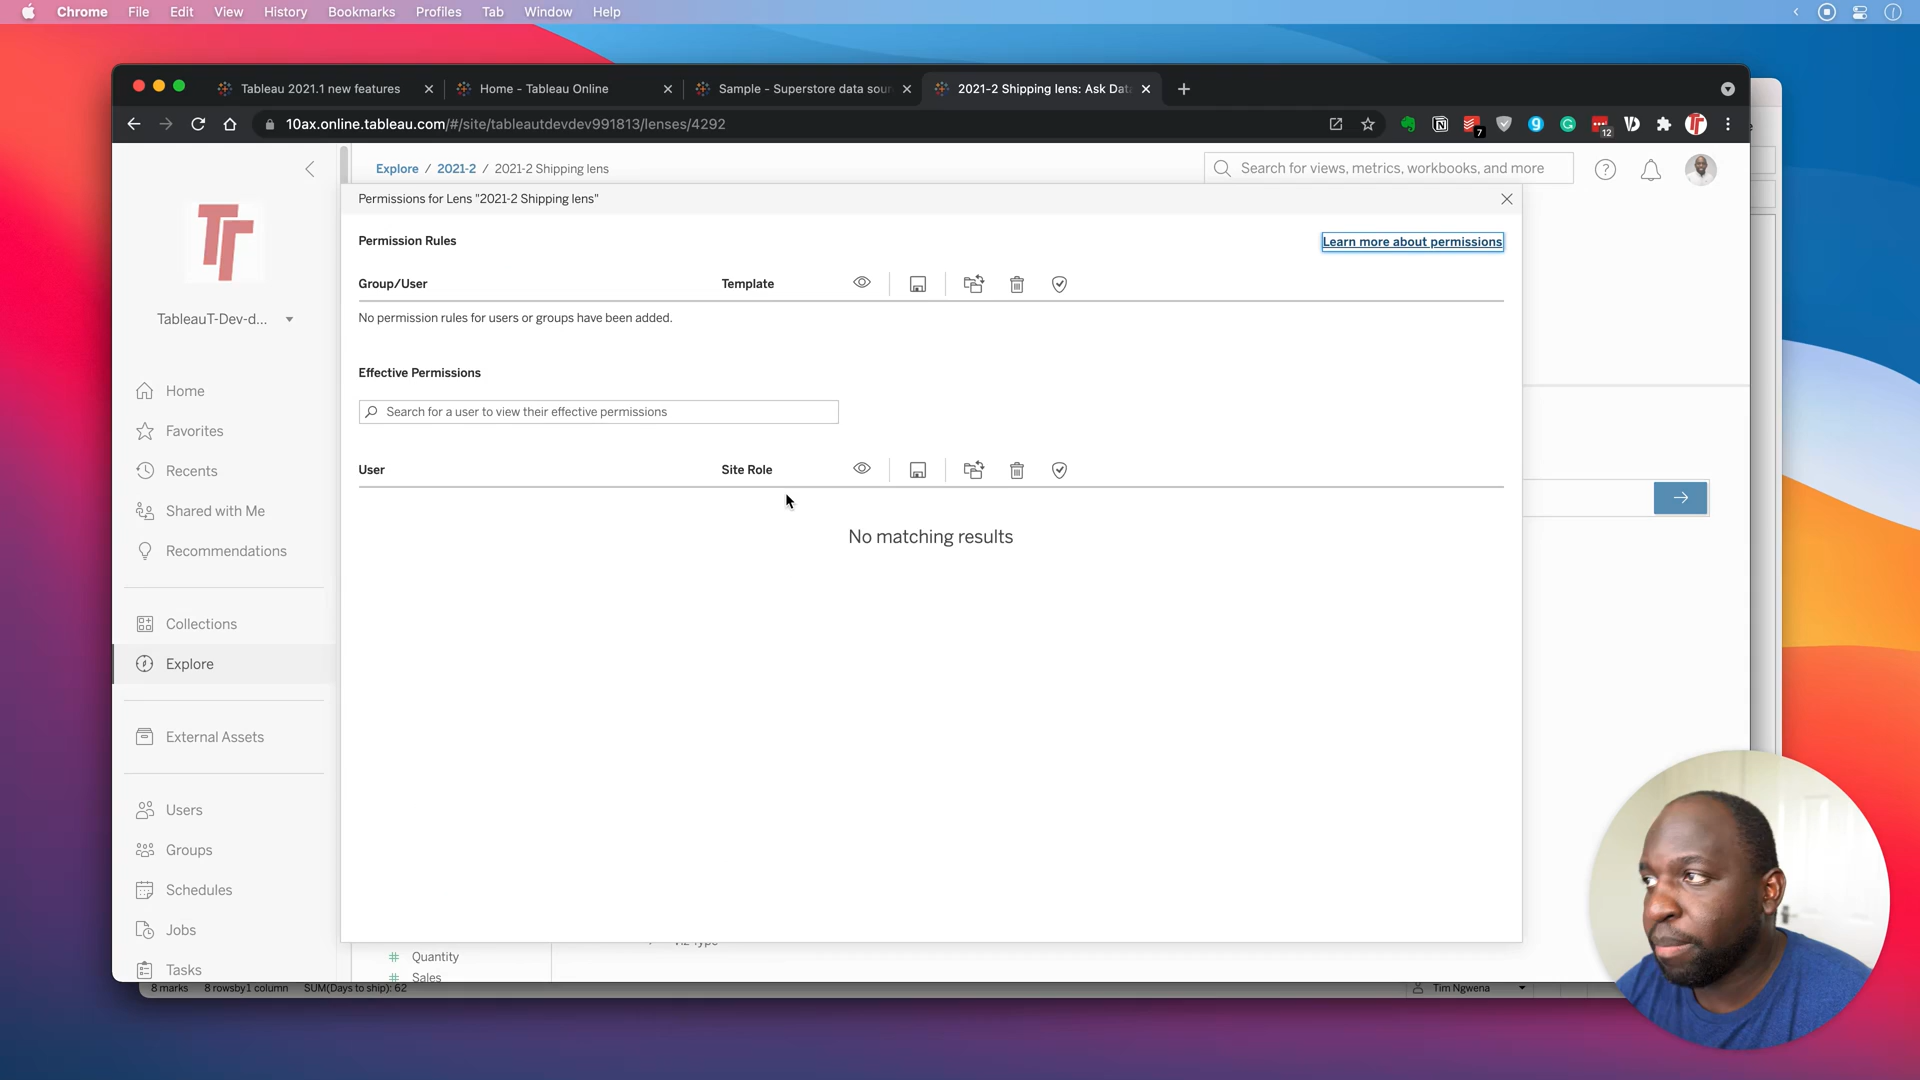 Chrome File Edit View History Bookmarks Profiles Tab Window Help
Tableau 2021.1 new features
Home - Tableau Online
Sample - Superstore data sour
2021-2 Shipping lens: Ask Dat
10ax.online.tableau.com/#/site/tableautdevdev991813/lenses/4292
7
12
Explore / 2021-2 / 2021-2 Shipping lens
Search for views, metrics, workbooks, and more
TableauT-Dev-d...
Home
Favorites
Recents
Shared with Me
Recommendations
Collections
Explore
External Assets
Users
Groups
Schedules
Jobs
Tasks
Permissions for Lens "2021-2 Shipping lens"
Permission Rules
Learn more about permissions
Group/User Template
No permission rules for users or groups have been added.
Effective Permissions
Search for a user to view their effective permissions
User Site Role
No matching results
Viz Type
Quantity
Sales
8 marks 8 rows by 1 column SUM(Days to ship): 62
Tim Ngwena